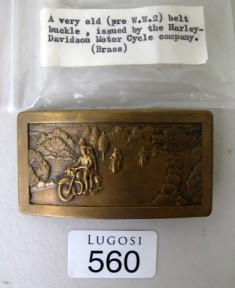 A very old (pre W.W.2) belt
buckle , issued by the Harley-
Davidson Motor Cycle company.
(Brass)
LUGOSI
560